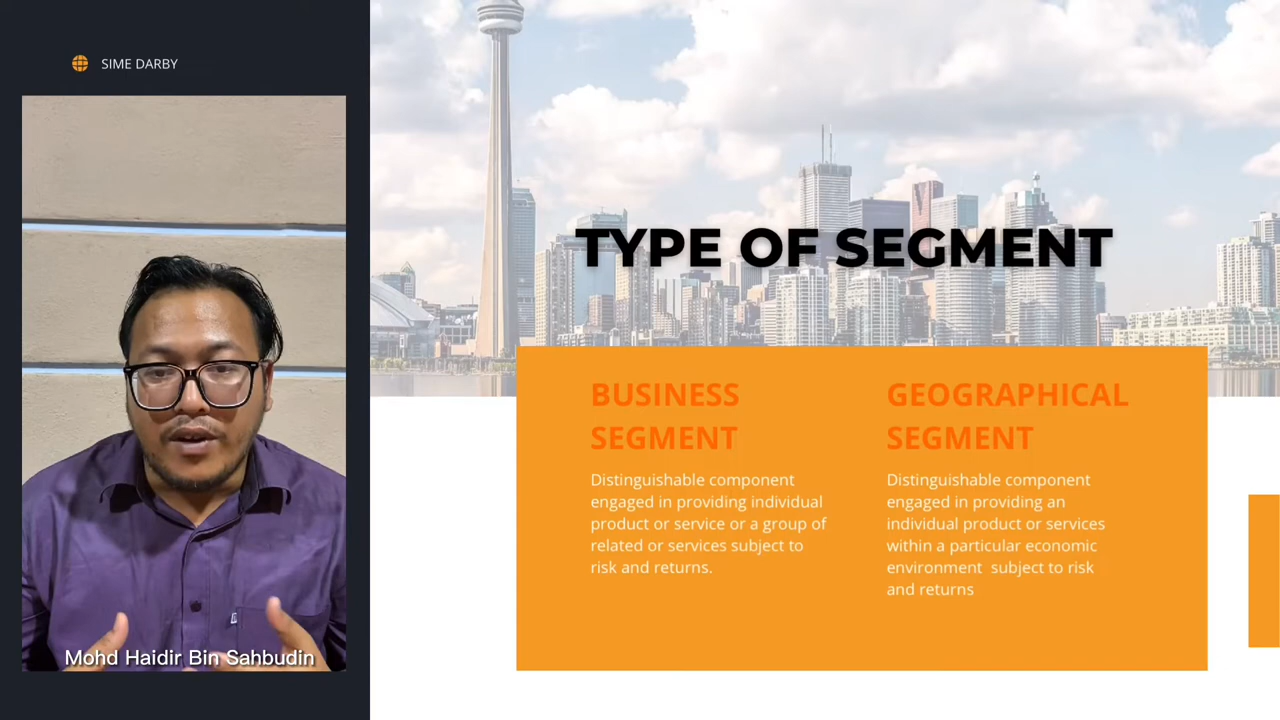 SIME DARBY
Mohd Haidir Bin Sahbudin
TYPE OF SEGMENT
BUSINESS
SEGMENT
Distinguishable component
engaged in providing individual
product or service or a group of
related or services subject to
risk and returns.
GEOGRAPHICAL
SEGMENT
Distinguishable component
engaged in providing an
individual product or services
within a particular economic
environment  subject to risk
and returns